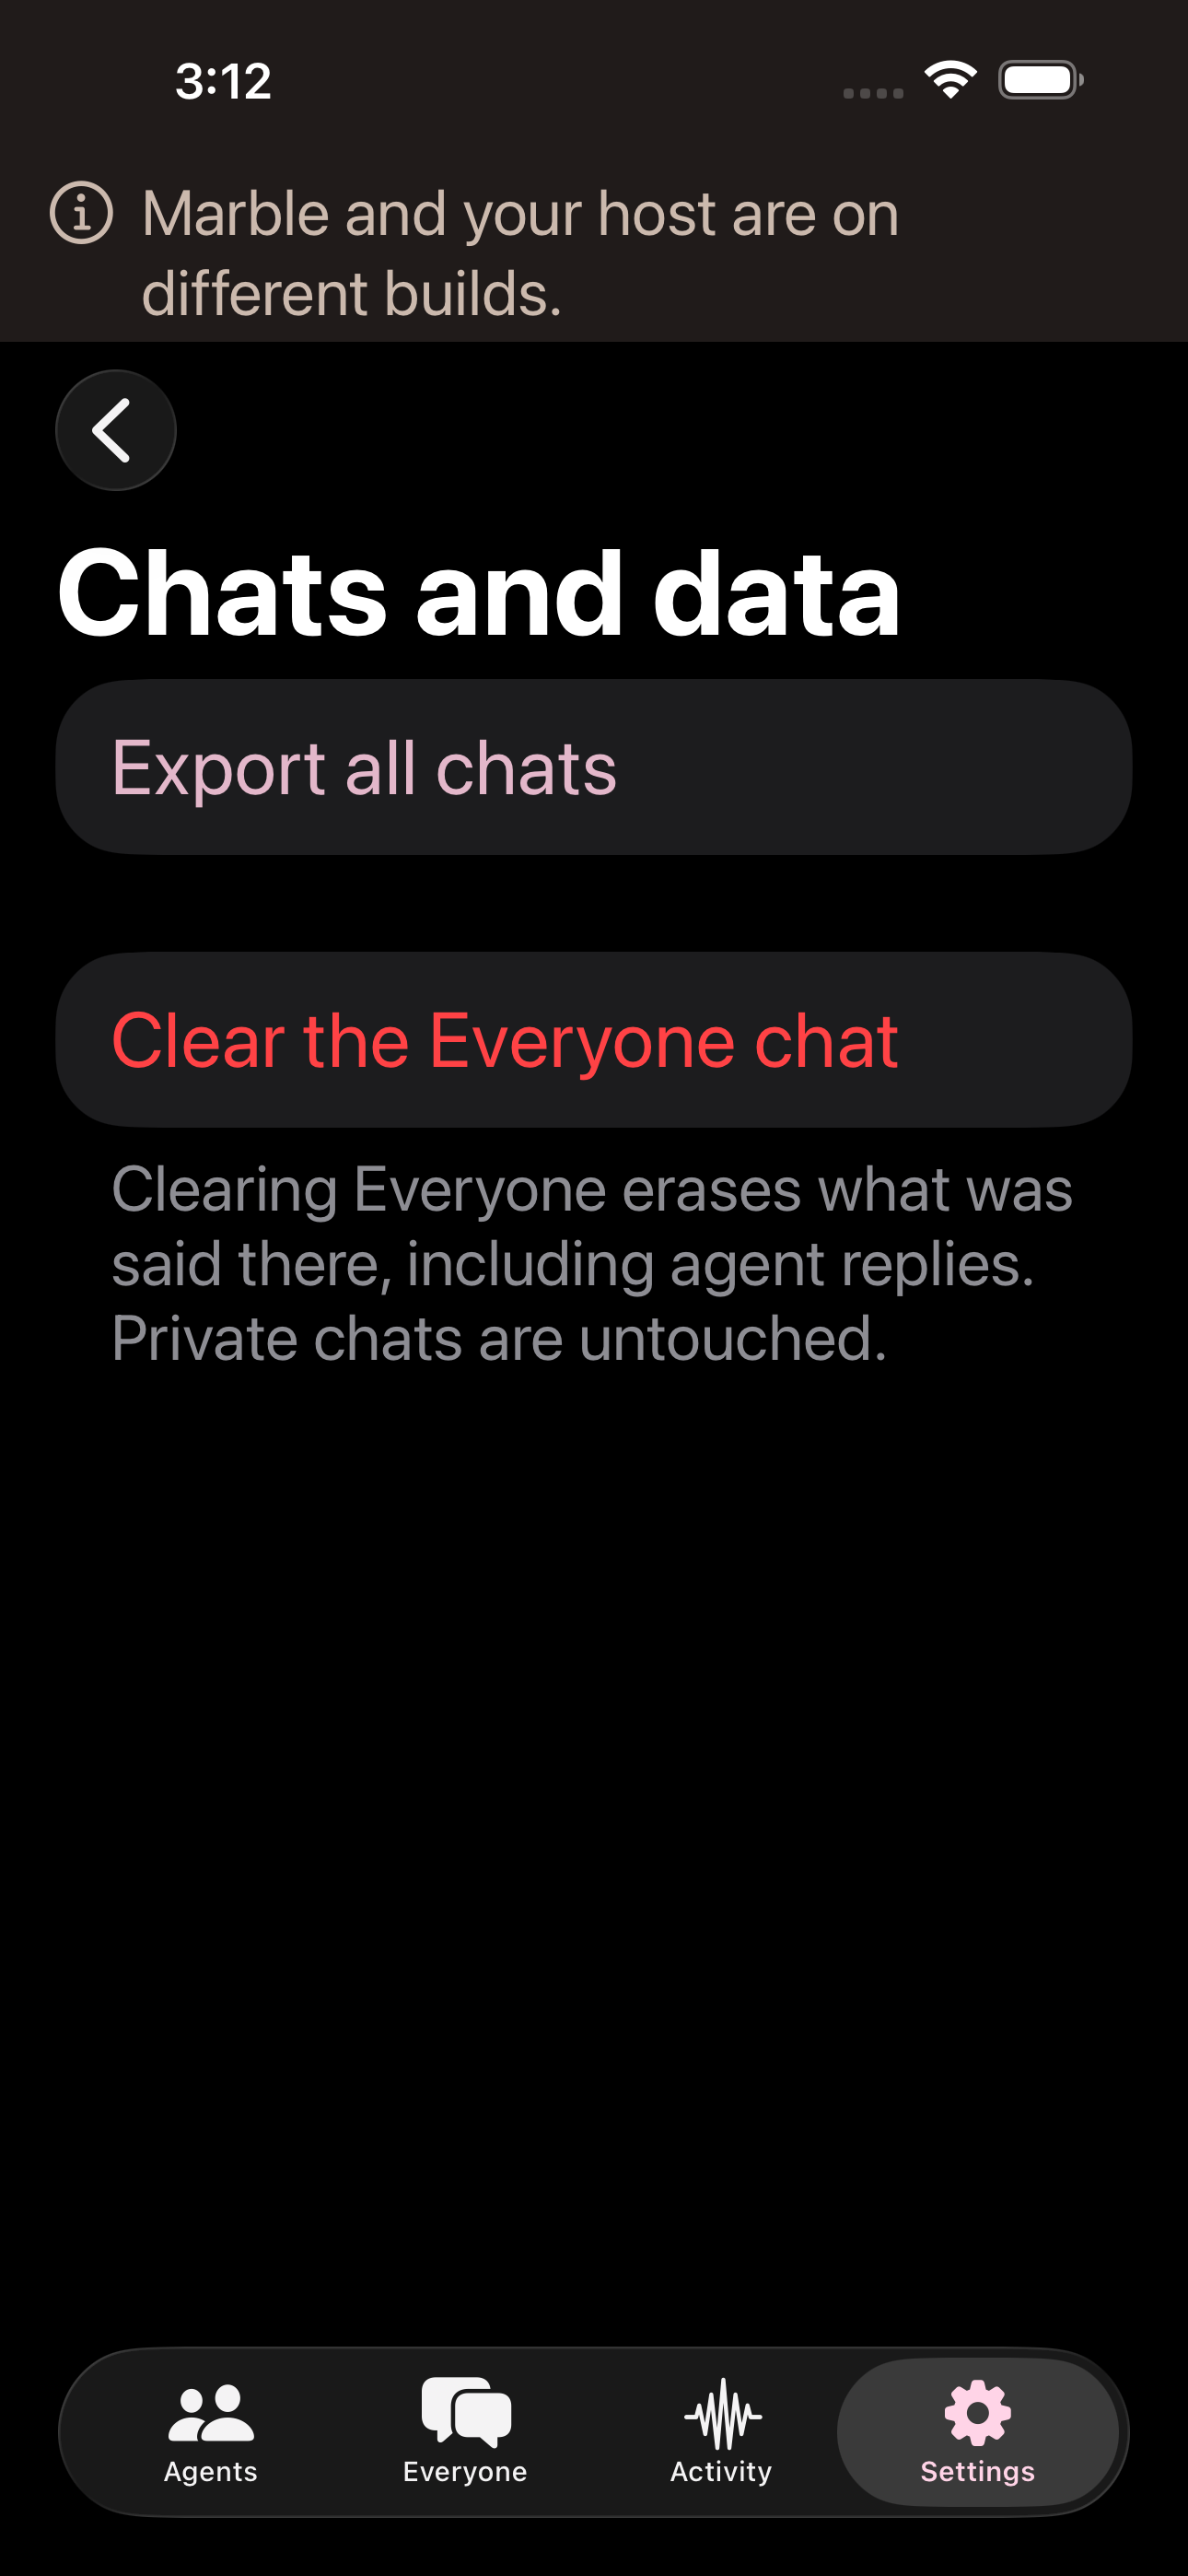 3:12
Marble and your host are on
different builds.
Chats and data
Export all chats
Clear the Everyone chat
Clearing Everyone erases what was
said there, including agent replies.
Private chats are untouched.
Agents
Everyone
Activity
Settings